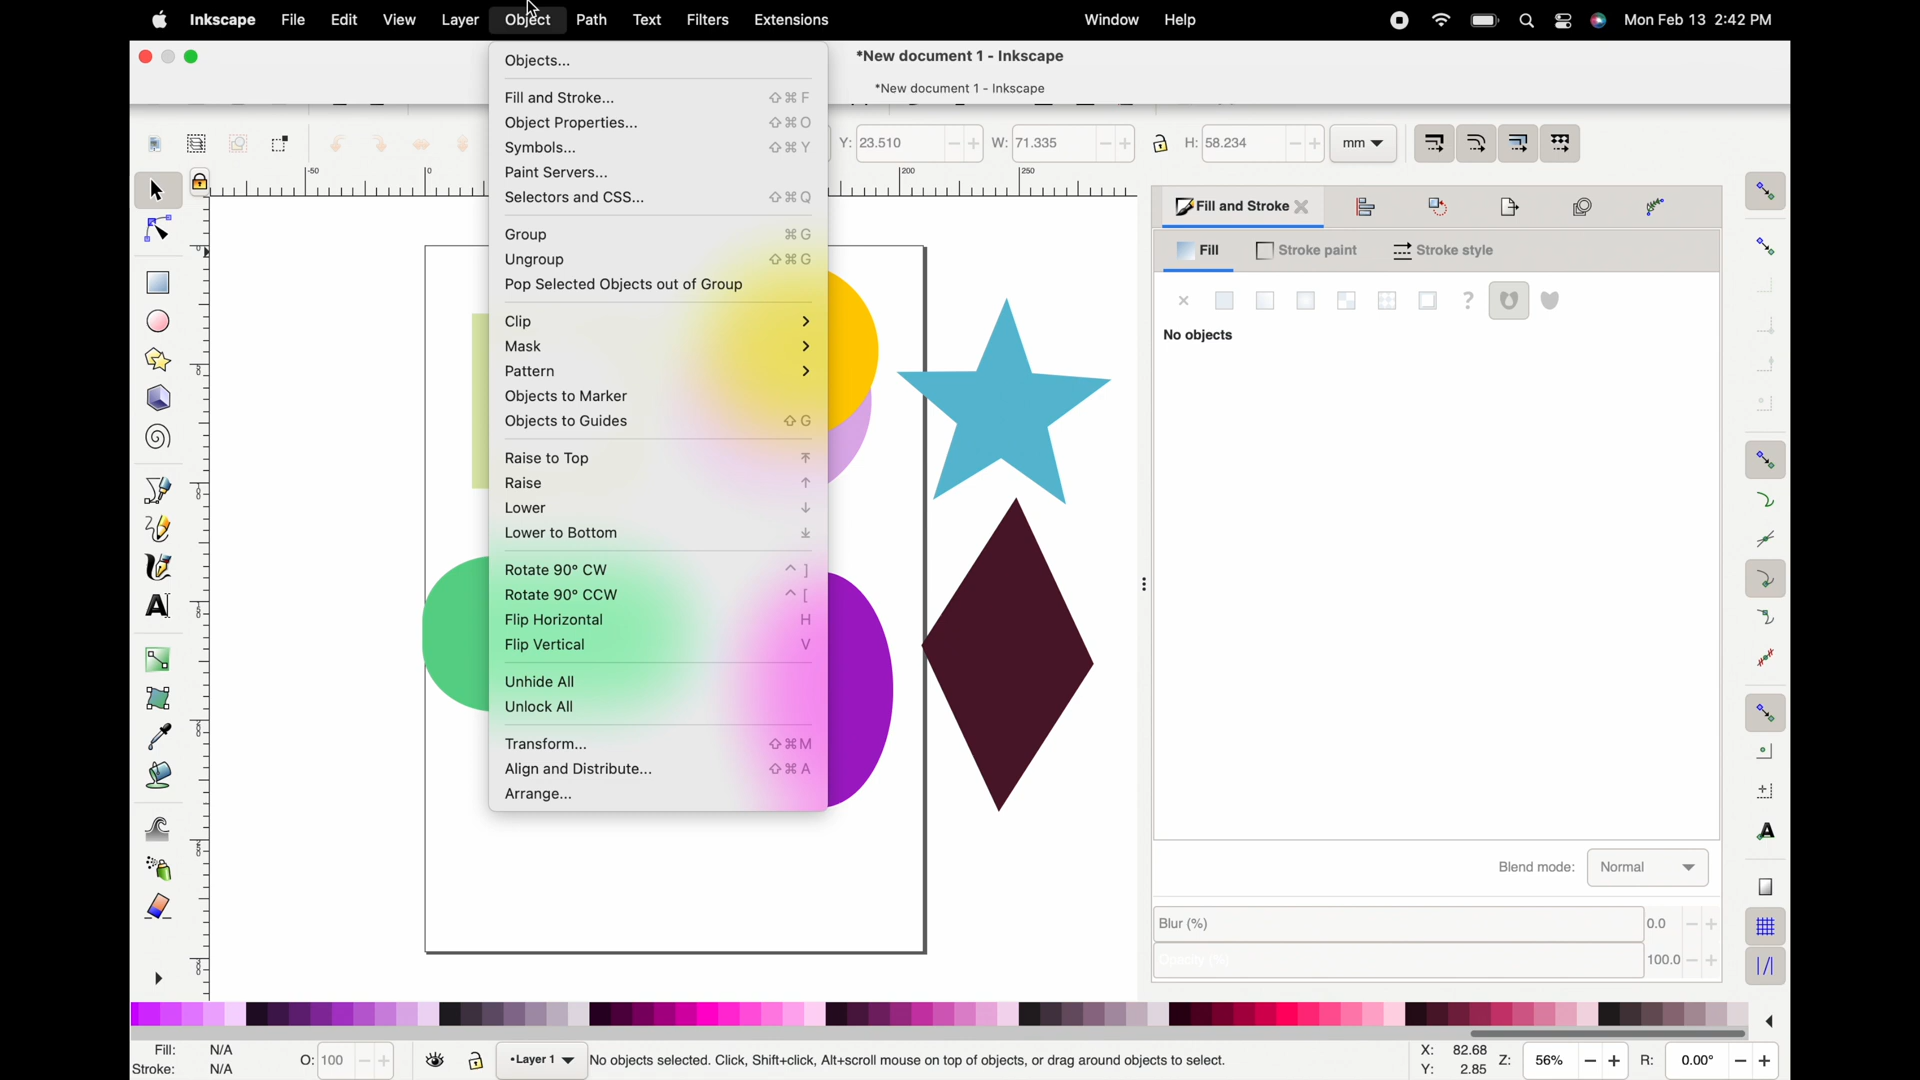 Inkscape File Edit View Layer Object Path Text Filters Extensions Window Help Mon Feb 13 2:42 PM
*New document 1 - Inkscape
*New document 1 - Inkscape
Objects...
Fill and Stroke... ⇧⌘F
Object Properties... ⇧⌘O
Symbols... ⇧⌘Y
Paint Servers...
Selectors and CSS... ⇧⌘Q
Group ⌘G
Ungroup ⇧⌘G
Pop Selected Objects out of Group
Clip
Mask
Pattern
Objects to Marker
Objects to Guides ⇧G
Raise to Top
Raise
Lower
Lower to Bottom
Rotate 90° CW ^ ]
Rotate 90° CCW ^ [
Flip Horizontal H
Flip Vertical V
Unhide All
Unlock All
Transform... ⇧⌘M
Align and Distribute... ⇧⌘A
Arrange...
Y: 23.510 W: 71.335 H: 58.234 mm
-50 0 200 250
Fill and Stroke
Fill Stroke paint Stroke style
No objects
Blend mode: Normal
Blur (%) 0.0
Opacity (%) 100.0
Fill: N/A
Stroke: N/A
O: 100
•Layer 1
No objects selected. Click, Shift+click, Alt+scroll mouse on top of objects, or drag around objects to select.
X: 82.68
Y: 2.85
Z: 56% R: 0.00°